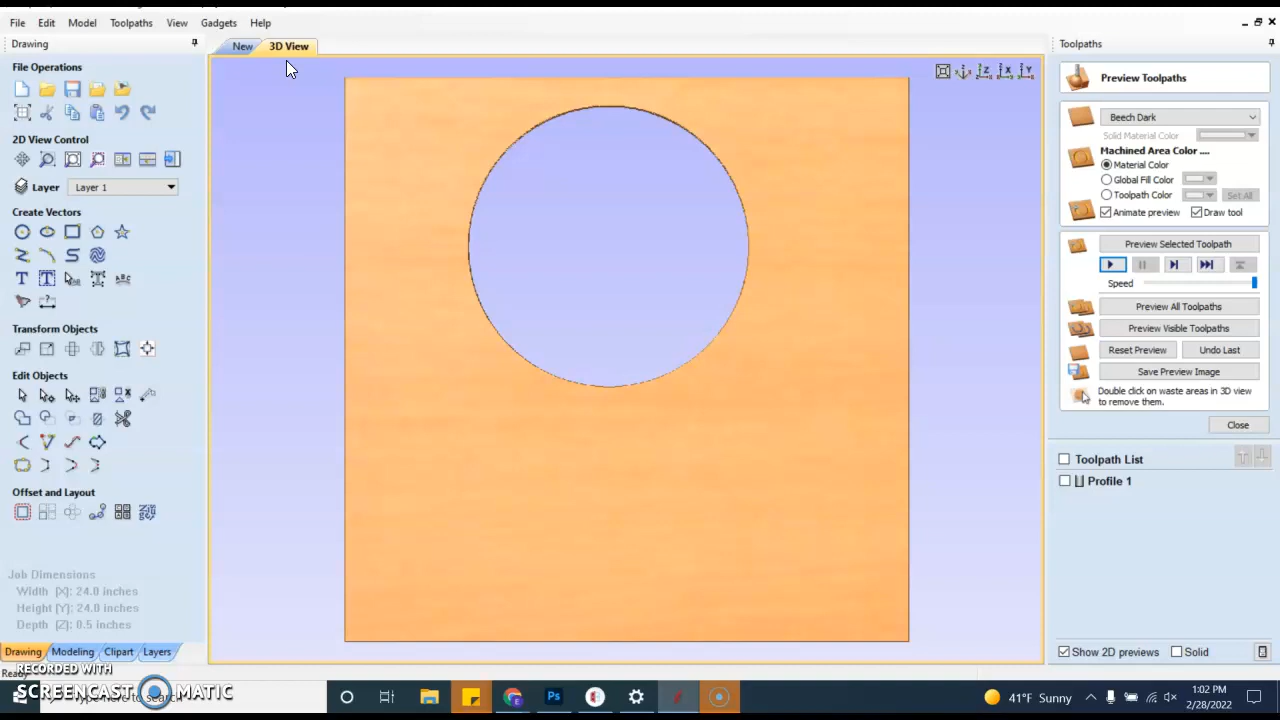 File Edit Model Toolpaths View Gadgets Help
Drawing
File Operations
2D View Control
Layer Layer 1
Create Vectors
Transform Objects
Edit Objects
Offset and Layout
Job Dimensions
Width [X]: 24.0 inches
Height [Y]: 24.0 inches
Depth [Z]: 0.5 inches
Drawing Modeling Clipart Layers
Ready
New 3D View
Toolpaths
Preview Toolpaths
Beech Dark
Solid Material Color
Machined Area Color ....
Material Color
Global Fill Color
Toolpath Color Set All
Animate preview Draw tool
Preview Selected Toolpath
Speed
Preview All Toolpaths
Preview Visible Toolpaths
Reset Preview Undo Last
Save Preview Image
Double click on waste areas in 3D view
to remove them.
Close
Toolpath List
Profile 1
Show 2D previews Solid
RECORDED WITH
SCREENCAST MATIC
Type here to search
41°F Sunny
1:02 PM
2/28/2022